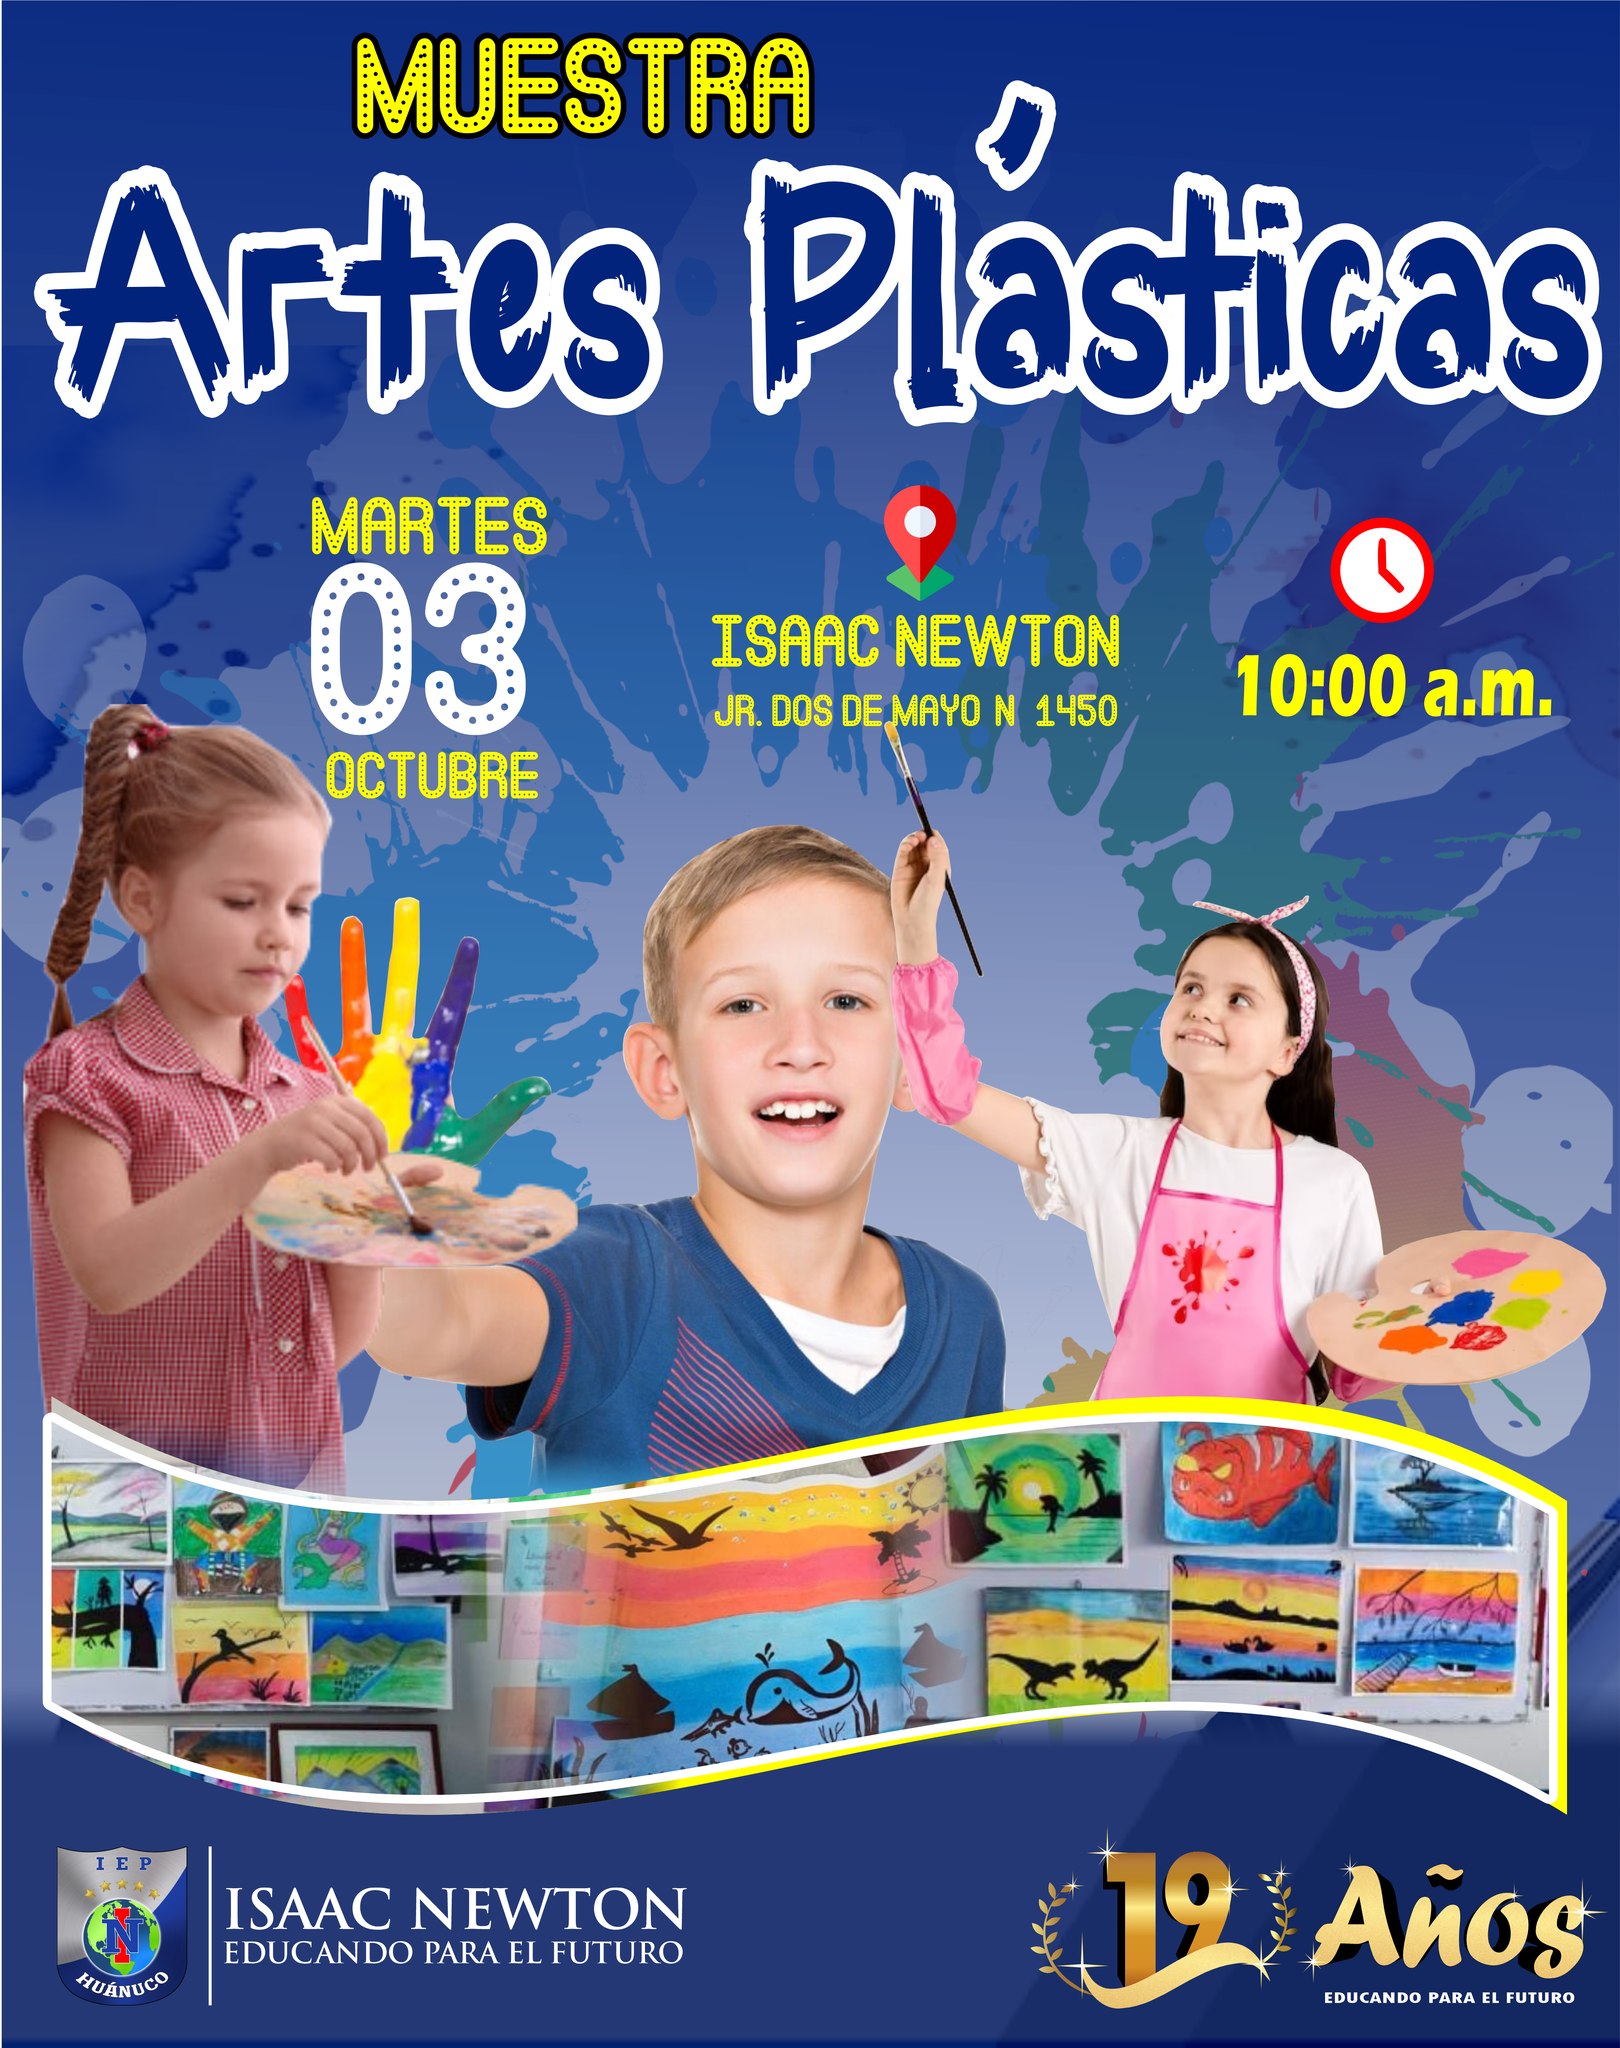 MUESTRA
Artes Plásticas
MARTES
03
OCTUBRE
ISAAC NEWTON
JR. DOS DE MAYO N 1450
10:00 a.m.
I E P
N I
HUÁNUCO
ISAAC NEWTON
EDUCANDO PARA EL FUTURO
19 Años
EDUCANDO PARA EL FUTURO